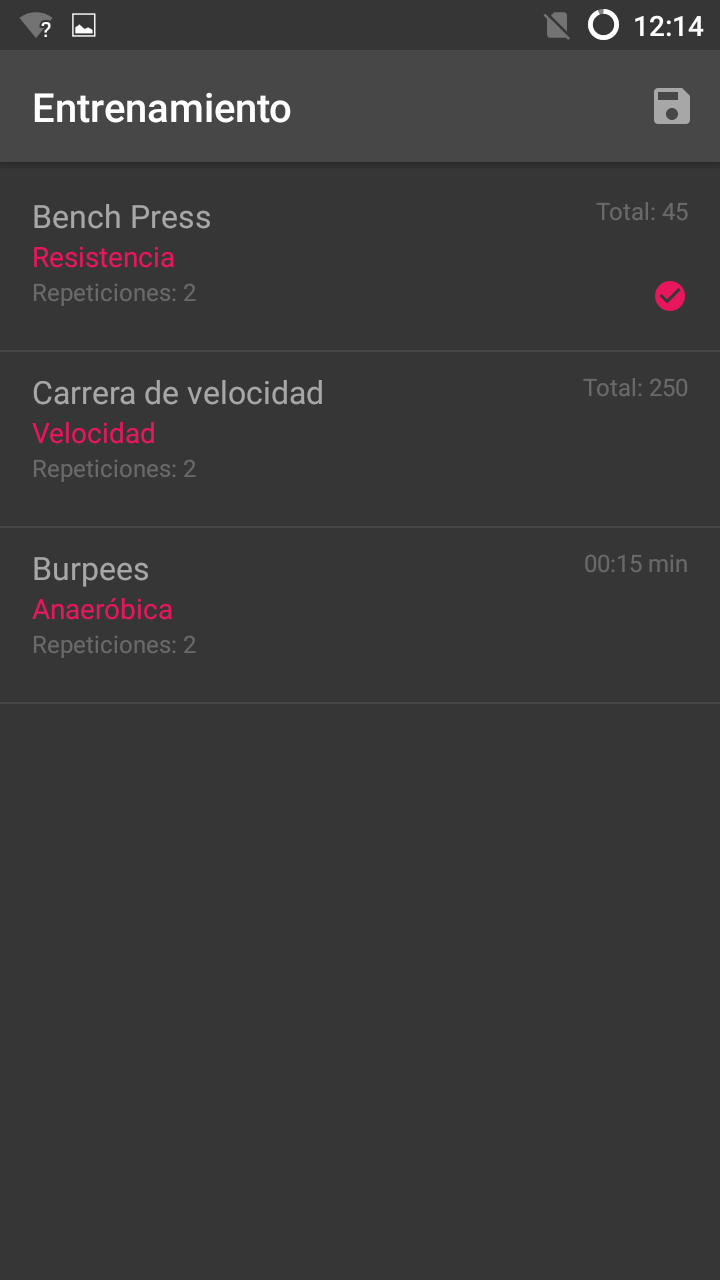 12:14
Entrenamiento
Bench Press
Total: 45
Resistencia
Repeticiones: 2
Carrera de velocidad
Total: 250
Velocidad
Repeticiones: 2
Burpees
00:15 min
Anaeróbica
Repeticiones: 2